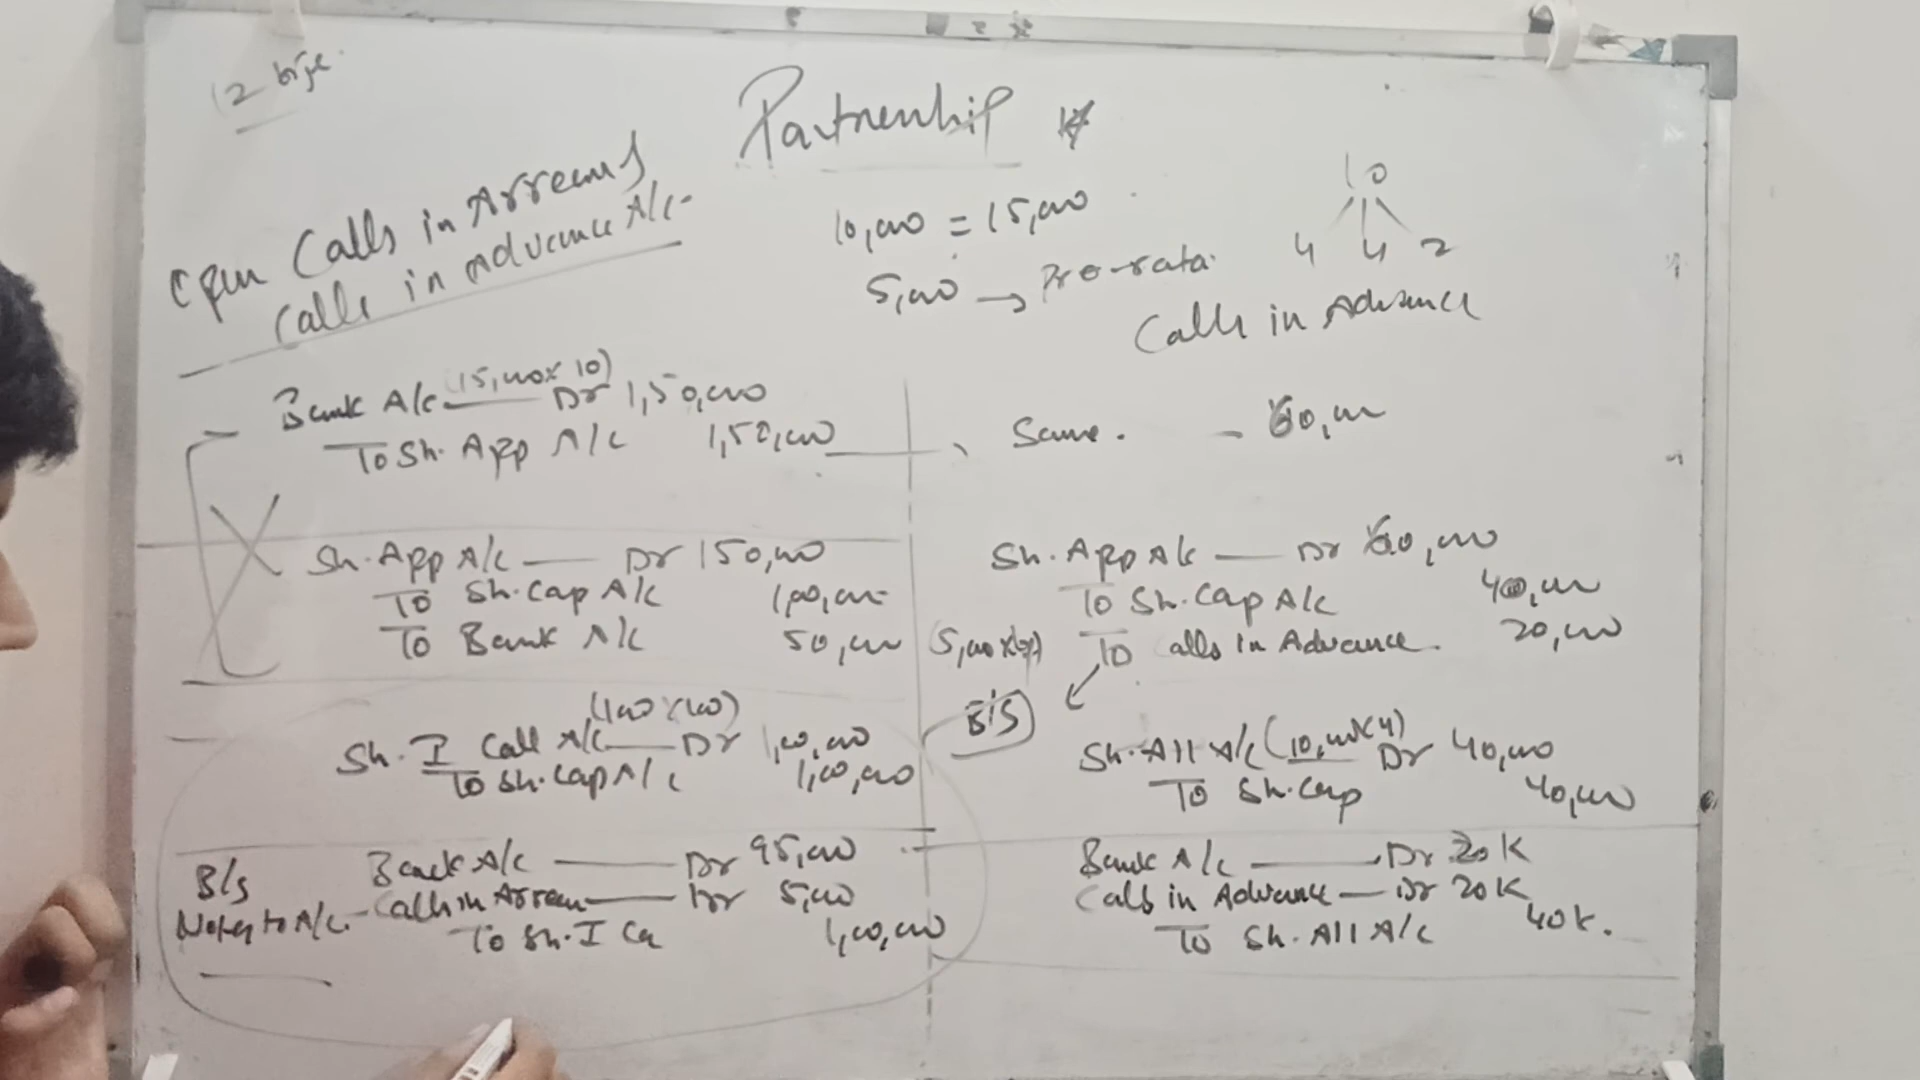 Partnership
Calls in Arrears
Calls in Advance A/c
10,000 = 15,000
5,000 → Pro-rata
10
4 4 2
Calls in Advance
Bank A/c (15,000 x 10) Dr 1,50,000
To Sh. App A/c 1,50,000
Sh. App A/c — Dr 150,000
To Sh. Cap A/c 1,00,000
To Bank A/c 50,000
(100 x 100)
Sh. I Call A/c — Dr 1,00,000
To Sh. Cap A/c 1,00,000
Bank A/c — Dr 95,000
B/s
Notes to A/c - Calls in Arrear — Dr 5,000
To Sh. I Ca 1,00,000
Same. - 60,000
Sh. App A/c — Dr 60,000
To Sh. Cap A/c 40,000
To Calls in Advance. 20,000
B/S
Sh. All A/c (10,000x4) Dr 40,000
To Sh. Cap 40,000
Bank A/c — Dr 20K
Calls in Advance — Dr 20K
To Sh. All A/c 40K.